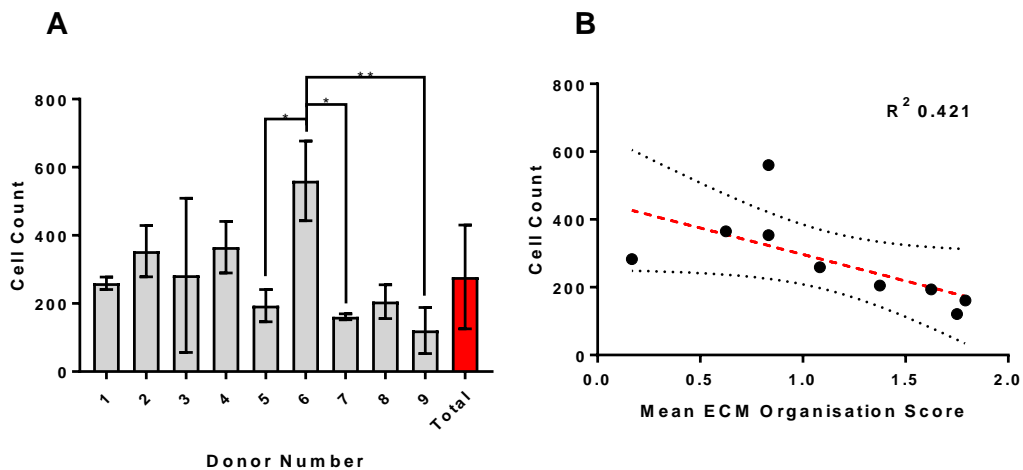 A
B
**
*
*
800
600
400
200
0
Cell Count
1 2 3 4 5 6 7 8 9 Total
Donor Number
R² 0.421
800
600
400
200
0
Cell Count
0.0 0.5 1.0 1.5 2.0
Mean ECM Organisation Score